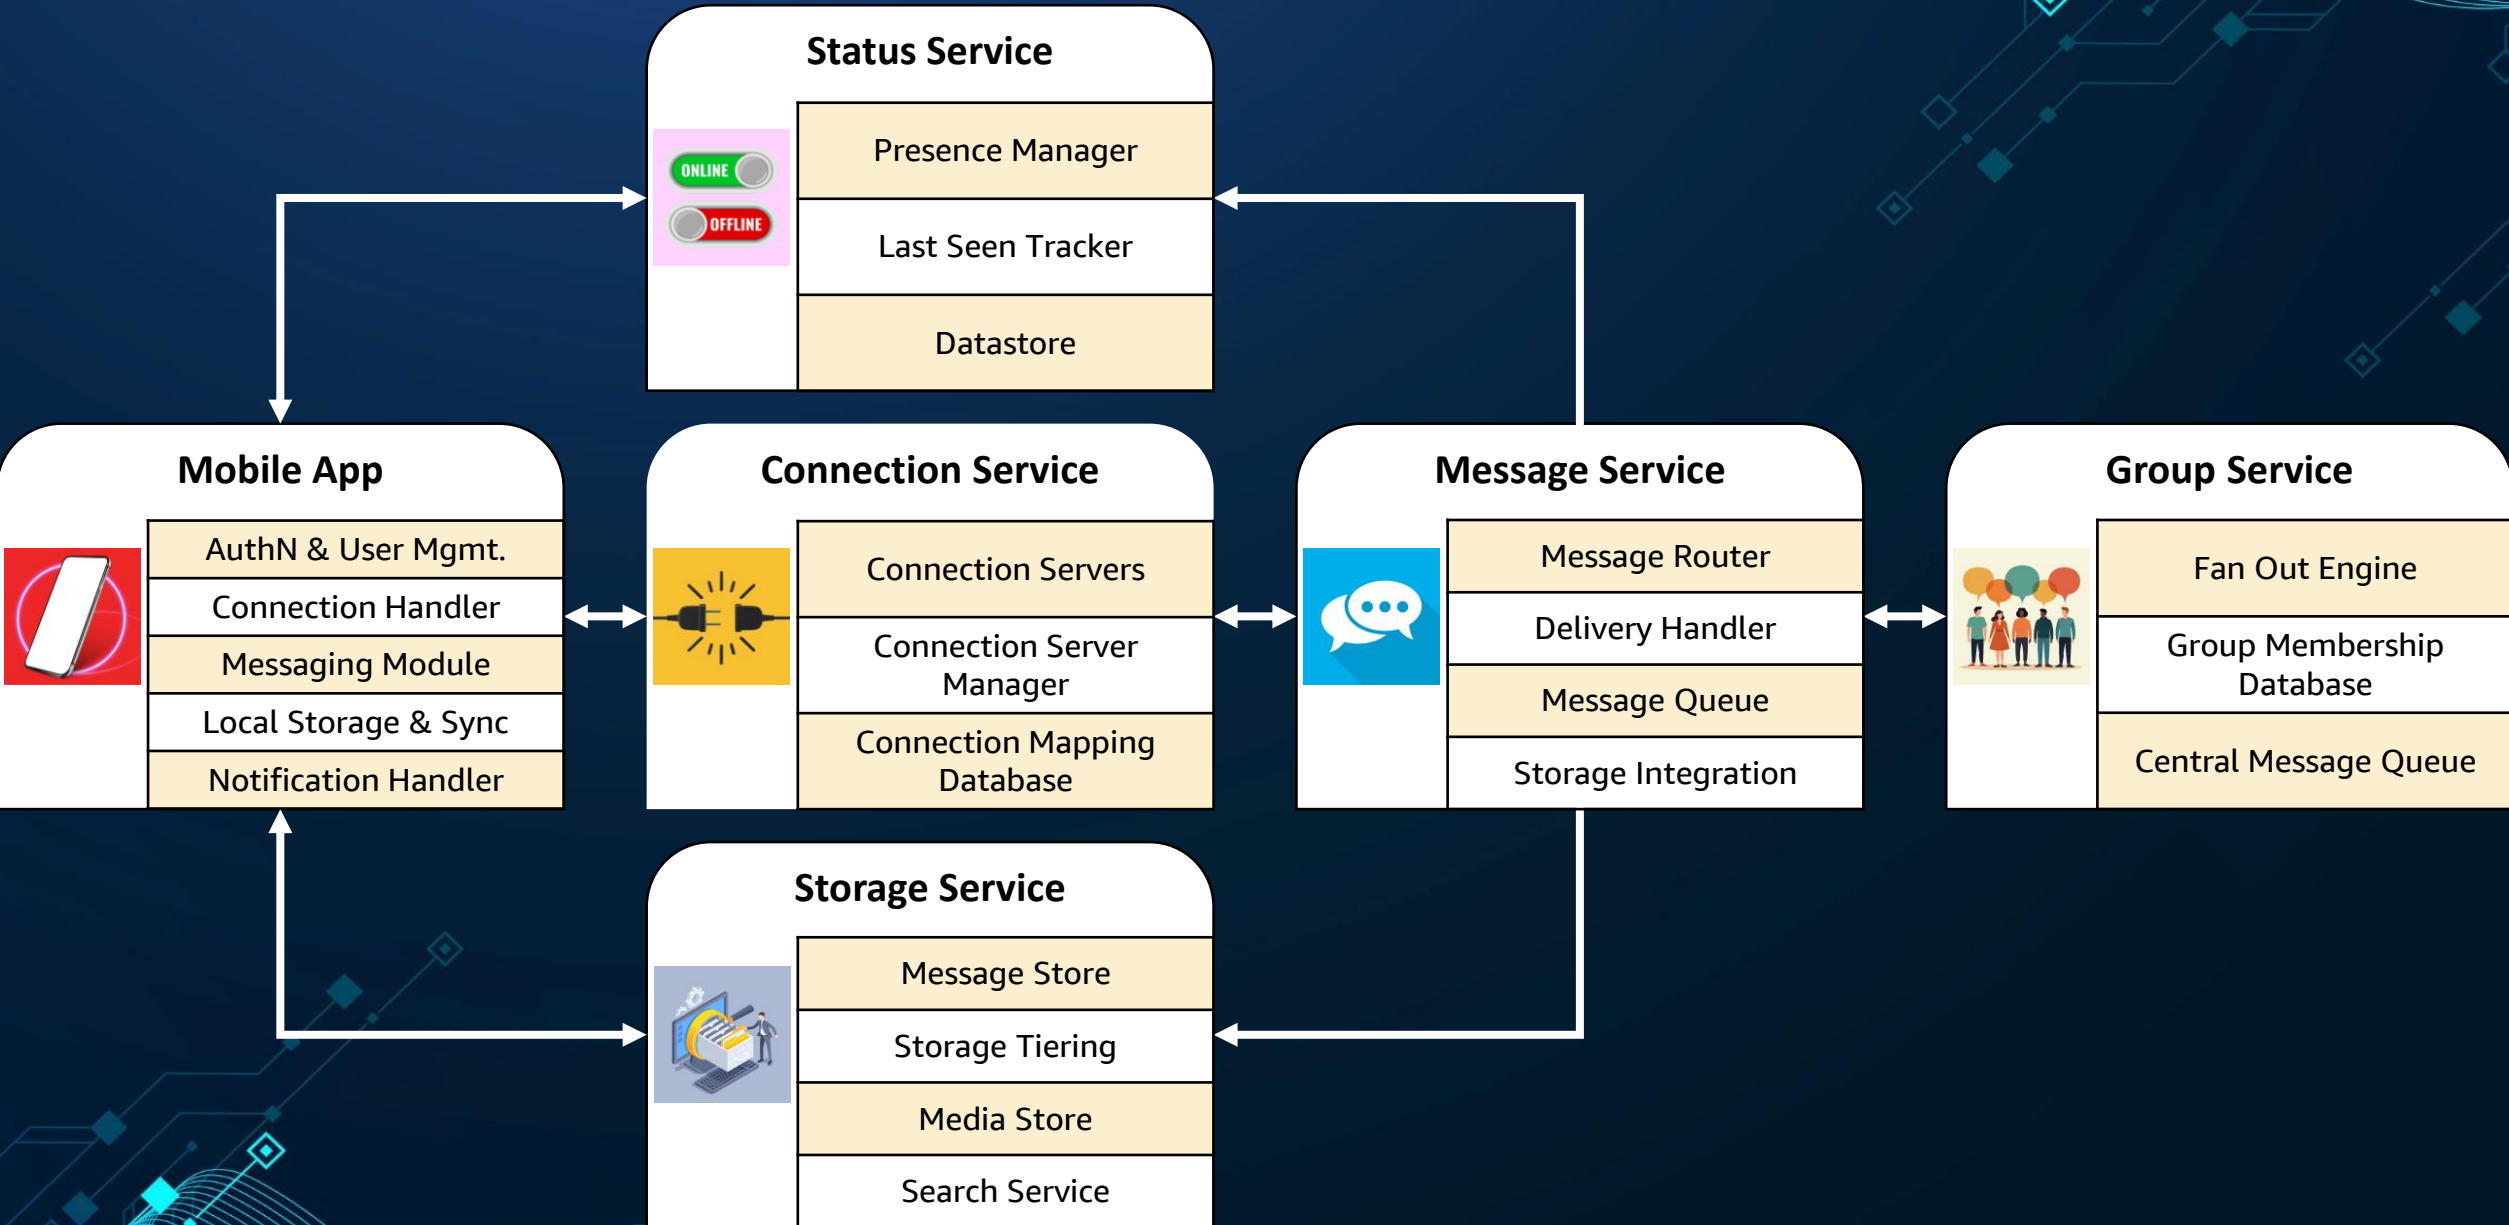 Status Service
Presence Manager
ONLINE
OFFLINE
Last Seen Tracker
Datastore
Mobile App
AuthN & User Mgmt.
Connection Handler
Messaging Module
Local Storage & Sync
Notification Handler
Connection Service
Connection Servers
Connection Server
Manager
Connection Mapping
Database
Message Service
Message Router
Delivery Handler
Message Queue
Storage Integration
Group Service
Fan Out Engine
Group Membership
Database
Central Message Queue
Storage Service
Message Store
Storage Tiering
Media Store
Search Service